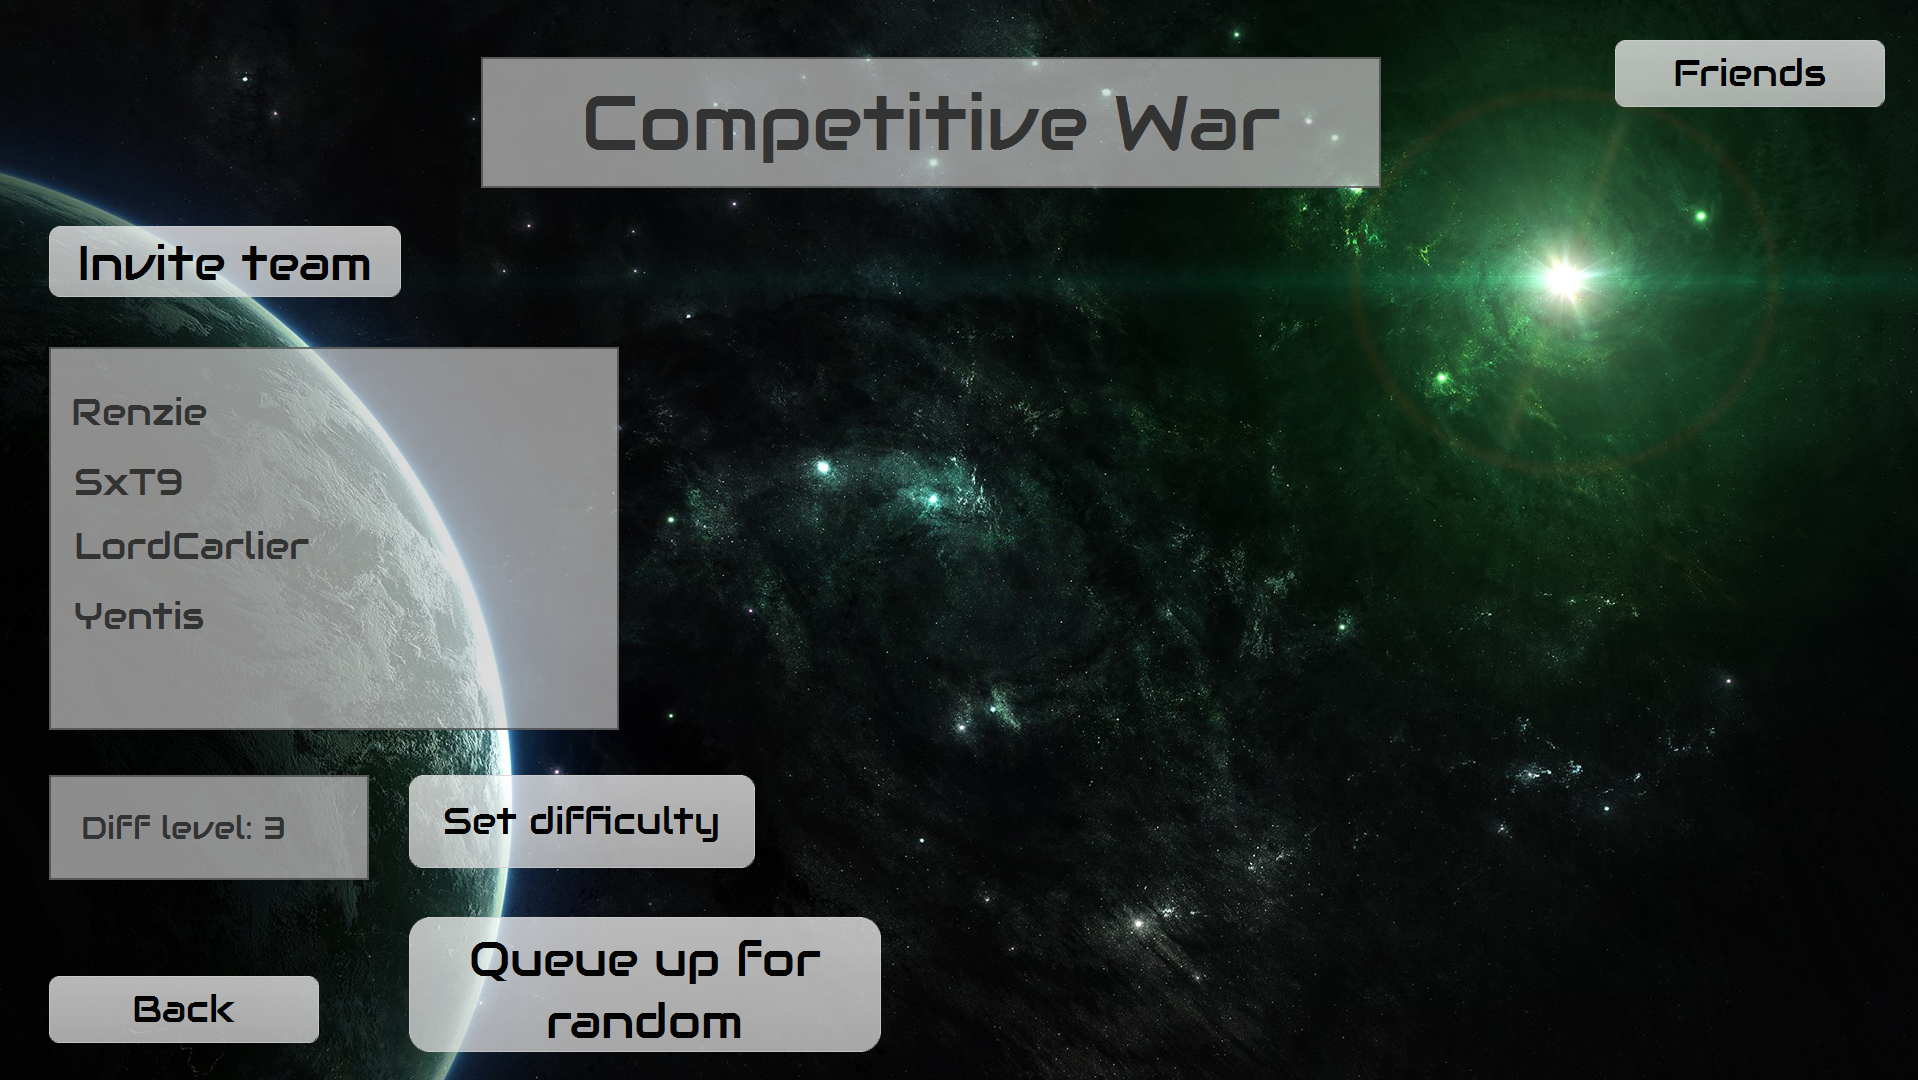 Competitive War
Friends
Invite team
Renzie
SxT9
LordCarlier
Yentis
Diff level: 3
Set difficulty
Queue up for
random
Back